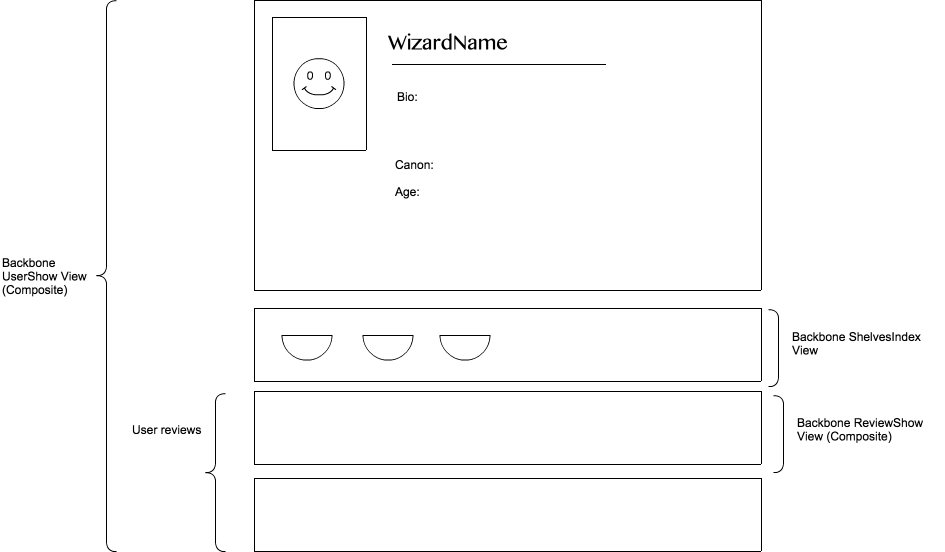 WizardName
Bio:
Canon:
Age:
Backbone
UserShow View
(Composite)
Backbone ShelvesIndex
View
User reviews
Backbone ReviewShow
View (Composite)